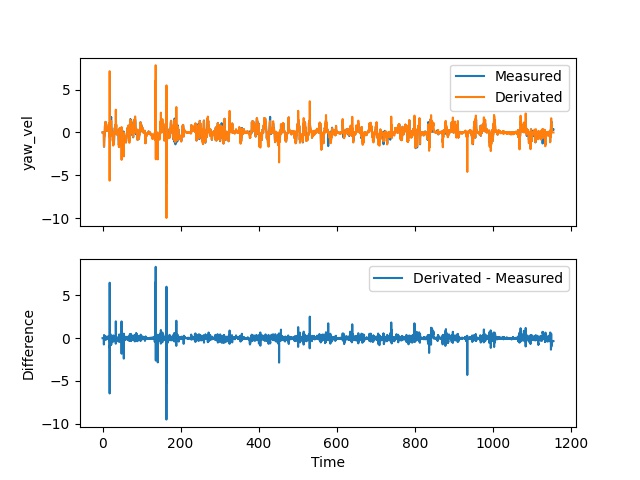 5
0
−5
−10
yaw_vel
Measured
Derivated
5
0
−5
−10
Difference
Derivated - Measured
0 200 400 600 800 1000 1200
Time